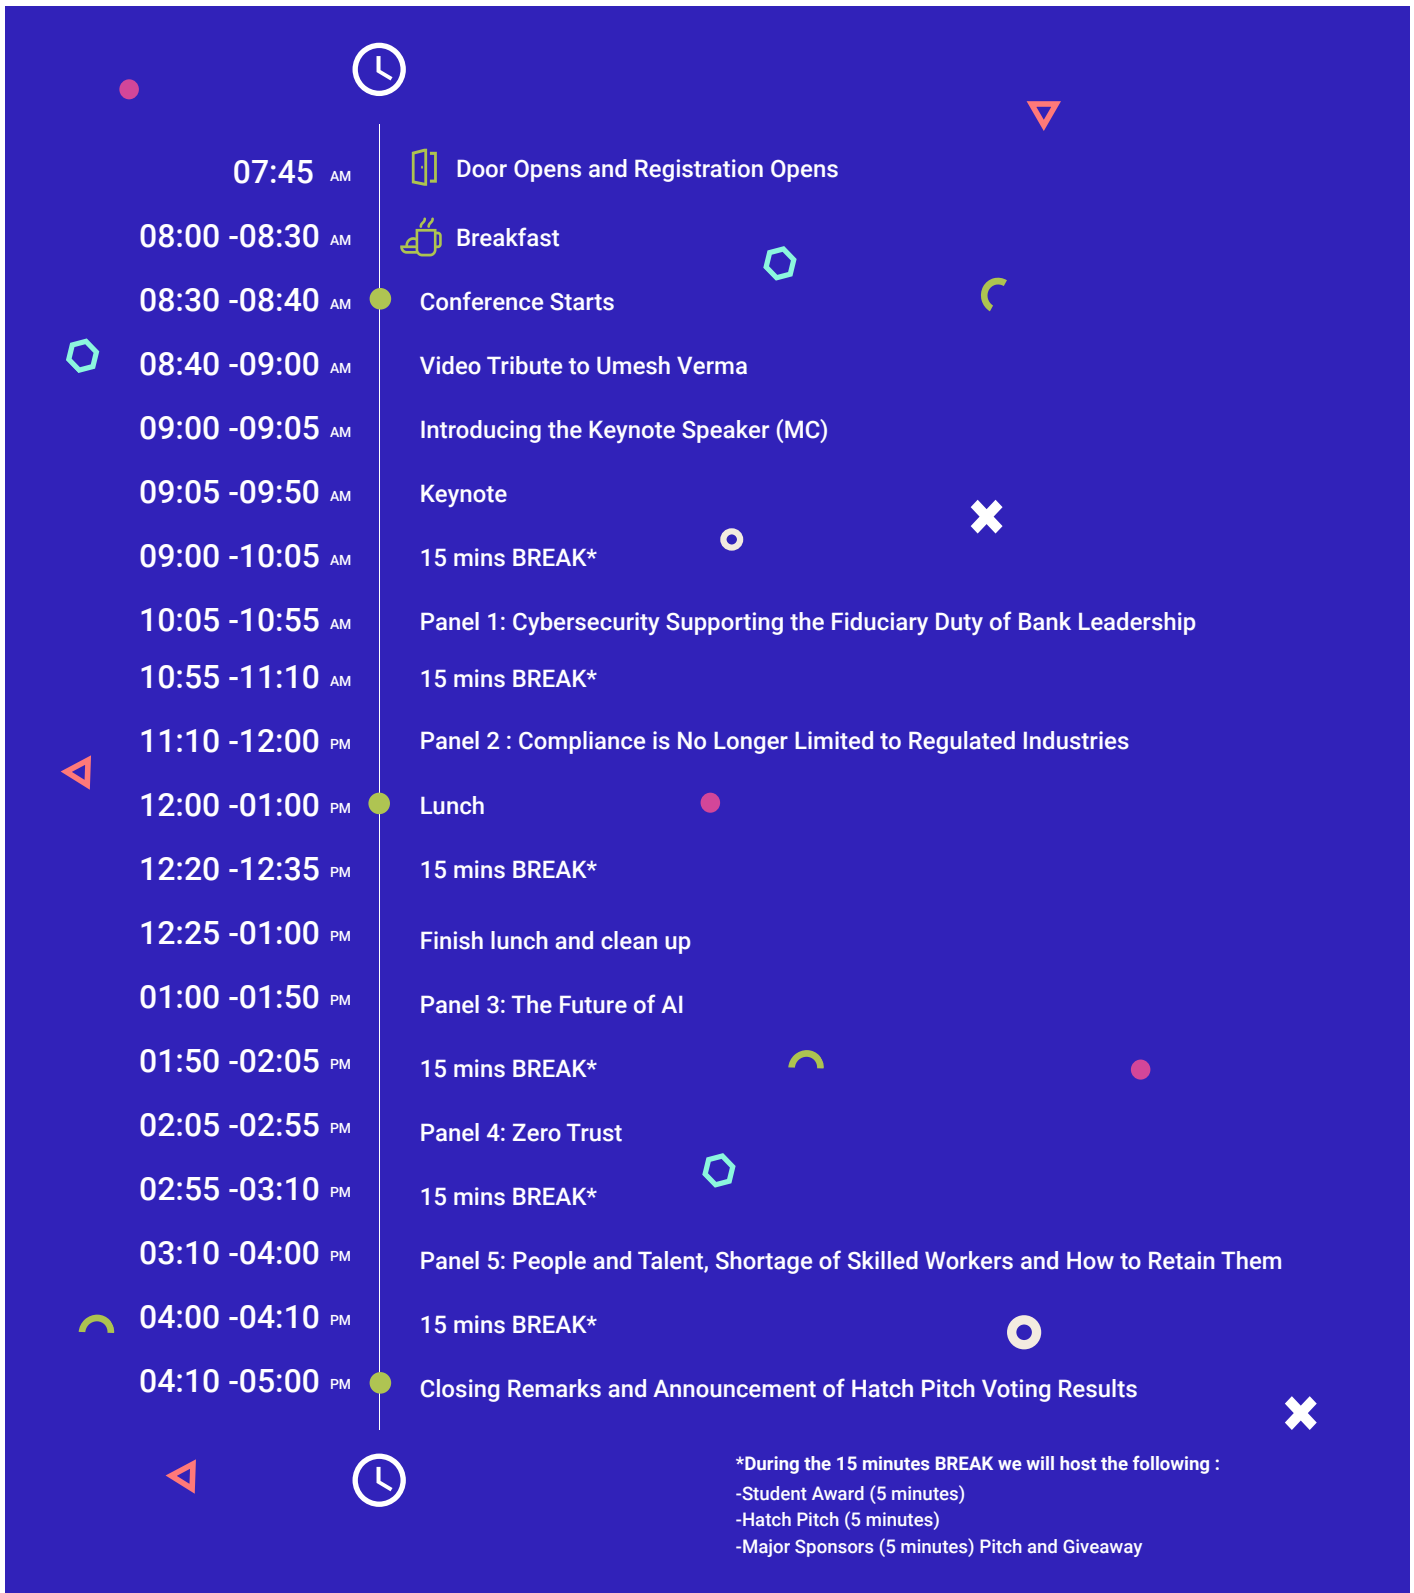 07:45 AM Door Opens and Registration Opens
08:00 -08:30 AM Breakfast
08:30 -08:40 AM Conference Starts
08:40 -09:00 AM Video Tribute to Umesh Verma
09:00 -09:05 AM Introducing the Keynote Speaker (MC)
09:05 -09:50 AM Keynote
09:00 -10:05 AM 15 mins BREAK*
10:05 -10:55 AM Panel 1: Cybersecurity Supporting the Fiduciary Duty of Bank Leadership
10:55 -11:10 AM 15 mins BREAK*
11:10 -12:00 PM Panel 2 : Compliance is No Longer Limited to Regulated Industries
12:00 -01:00 PM Lunch
12:20 -12:35 PM 15 mins BREAK*
12:25 -01:00 PM Finish lunch and clean up
01:00 -01:50 PM Panel 3: The Future of AI
01:50 -02:05 PM 15 mins BREAK*
02:05 -02:55 PM Panel 4: Zero Trust
02:55 -03:10 PM 15 mins BREAK*
03:10 -04:00 PM Panel 5: People and Talent, Shortage of Skilled Workers and How to Retain Them
04:00 -04:10 PM 15 mins BREAK*
04:10 -05:00 PM Closing Remarks and Announcement of Hatch Pitch Voting Results
*During the 15 minutes BREAK we will host the following :
-Student Award (5 minutes)
-Hatch Pitch (5 minutes)
-Major Sponsors (5 minutes) Pitch and Giveaway